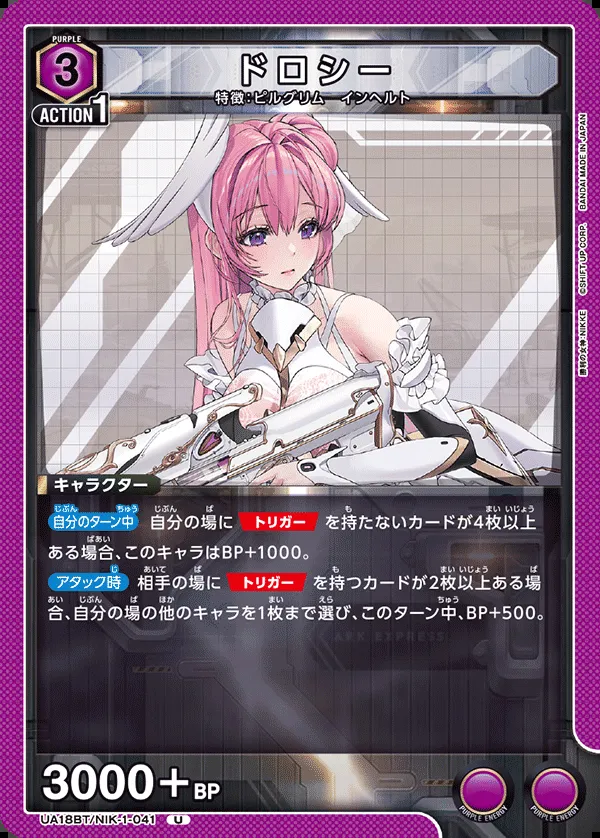 PURPLE
3
ACTION 1
ドロシー
特徴:ピルグリム インヘルト
BANDAI MADE IN JAPAN
©SHIFT UP CORP.
勝利の女神:NIKKE
キャラクター
自分のターン中 自分の場に トリガー を持たないカードが4枚以上
ある場合、このキャラはBP+1000。
アタック時 相手の場に トリガー を持つカードが2枚以上ある場
合、自分の場の他のキャラを1枚まで選び、このターン中、BP+500。
3000+BP
PURPLE ENERGY
PURPLE ENERGY
UA18BT/NIK-1-041 U